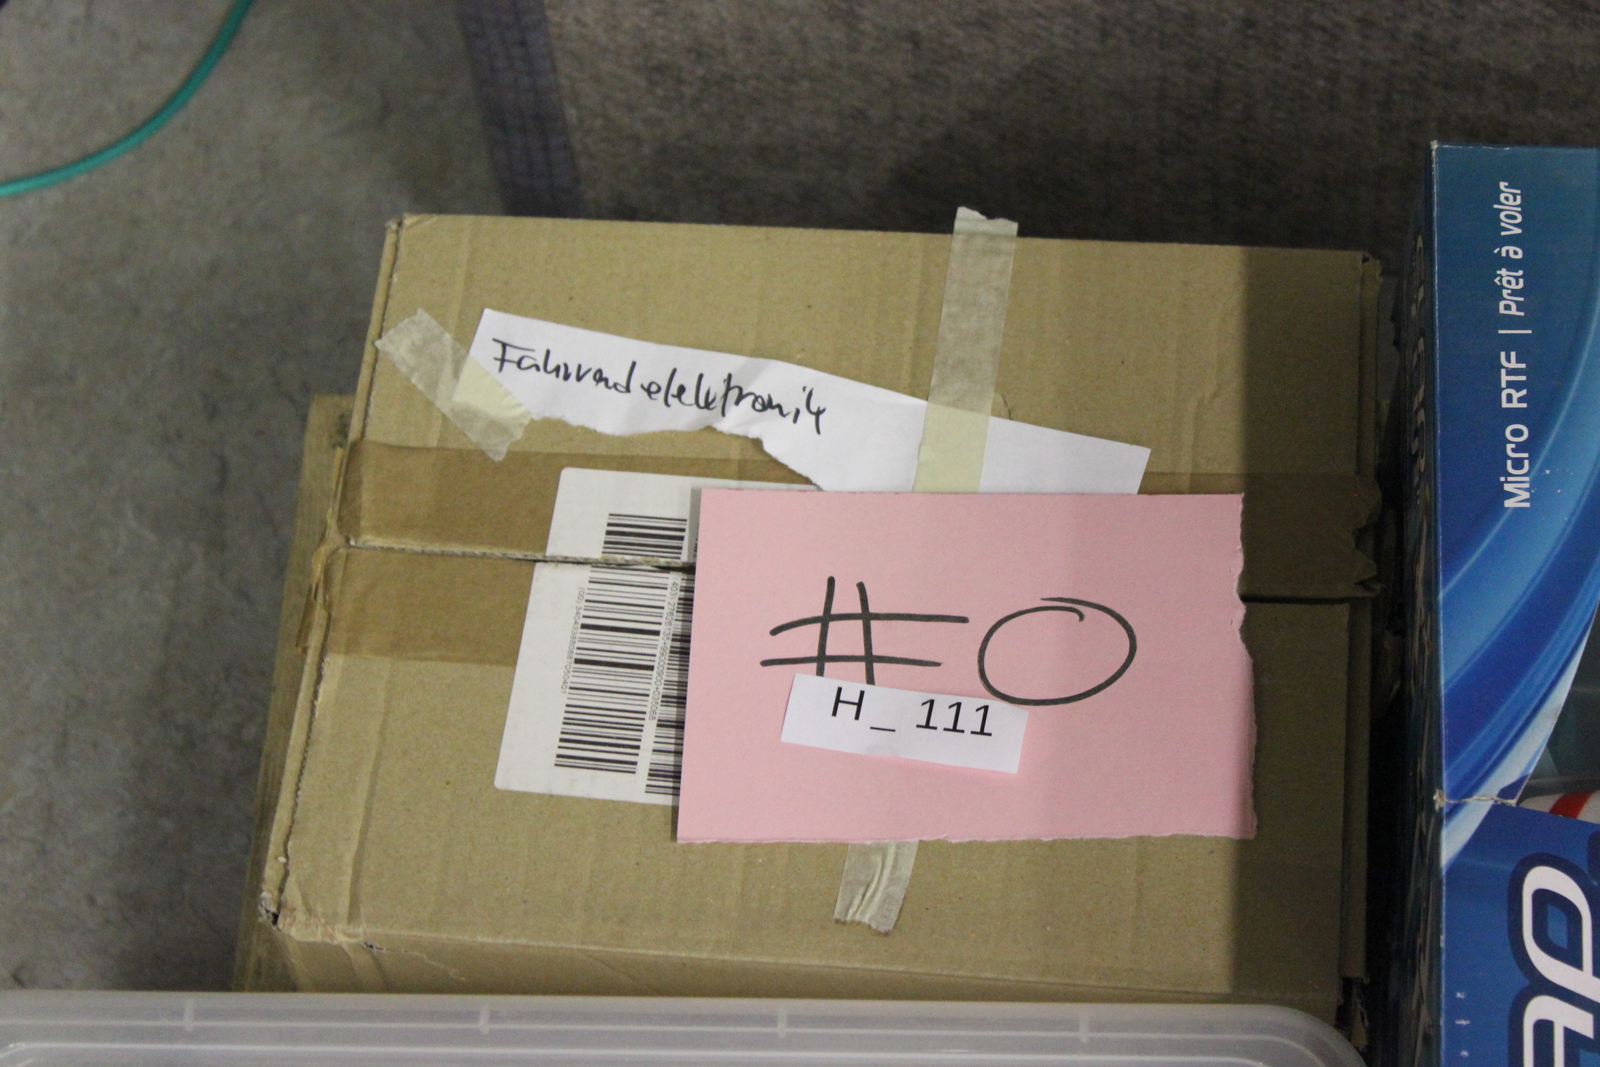 Fahrradelektronik
#0
H_ 111
Micro RTF | Prêt à voler